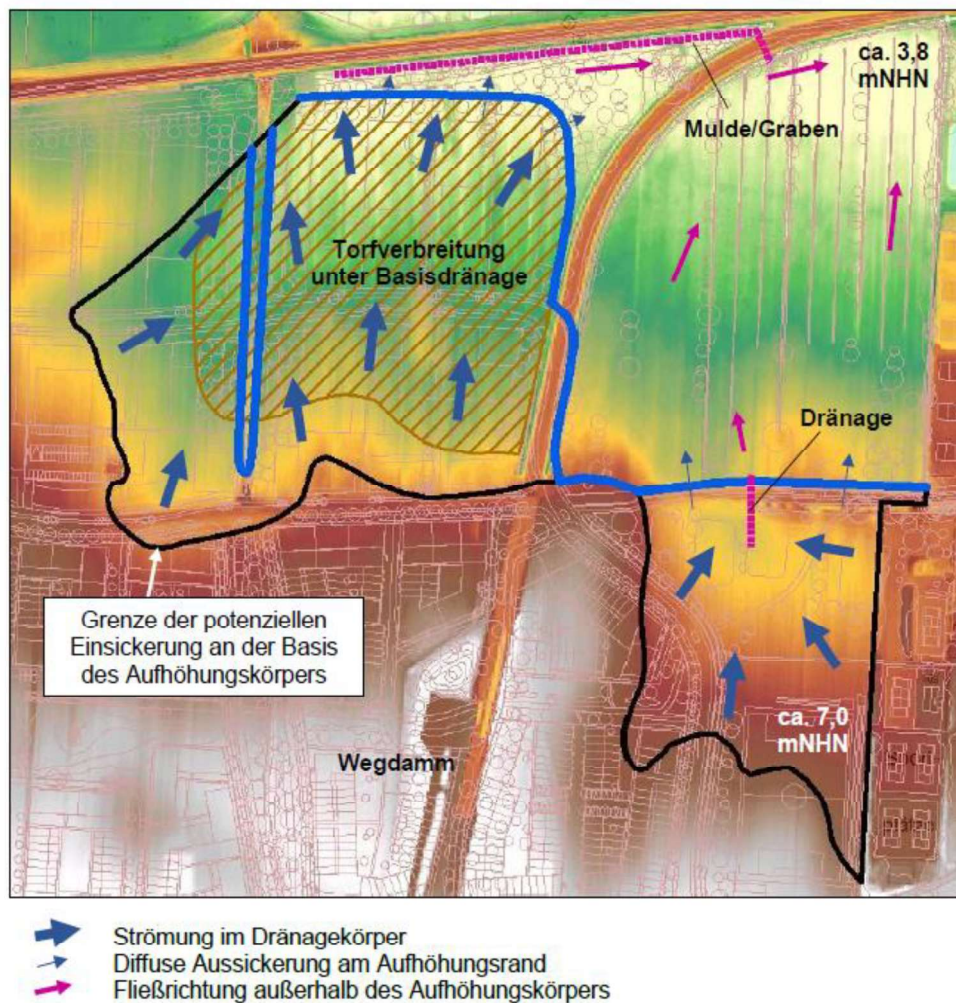 ca. 3,8
mNHN
Mulde/Graben
Torfverbreitung
unter Basisdränage
Dränage
Grenze der potenziellen
Einsickerung an der Basis
des Aufhöhungskörpers
ca. 7,0
mNHN
Wegdamm
Strömung im Dränagekörper
Diffuse Aussickerung am Aufhöhungsrand
Fließrichtung außerhalb des Aufhöhungskörpers